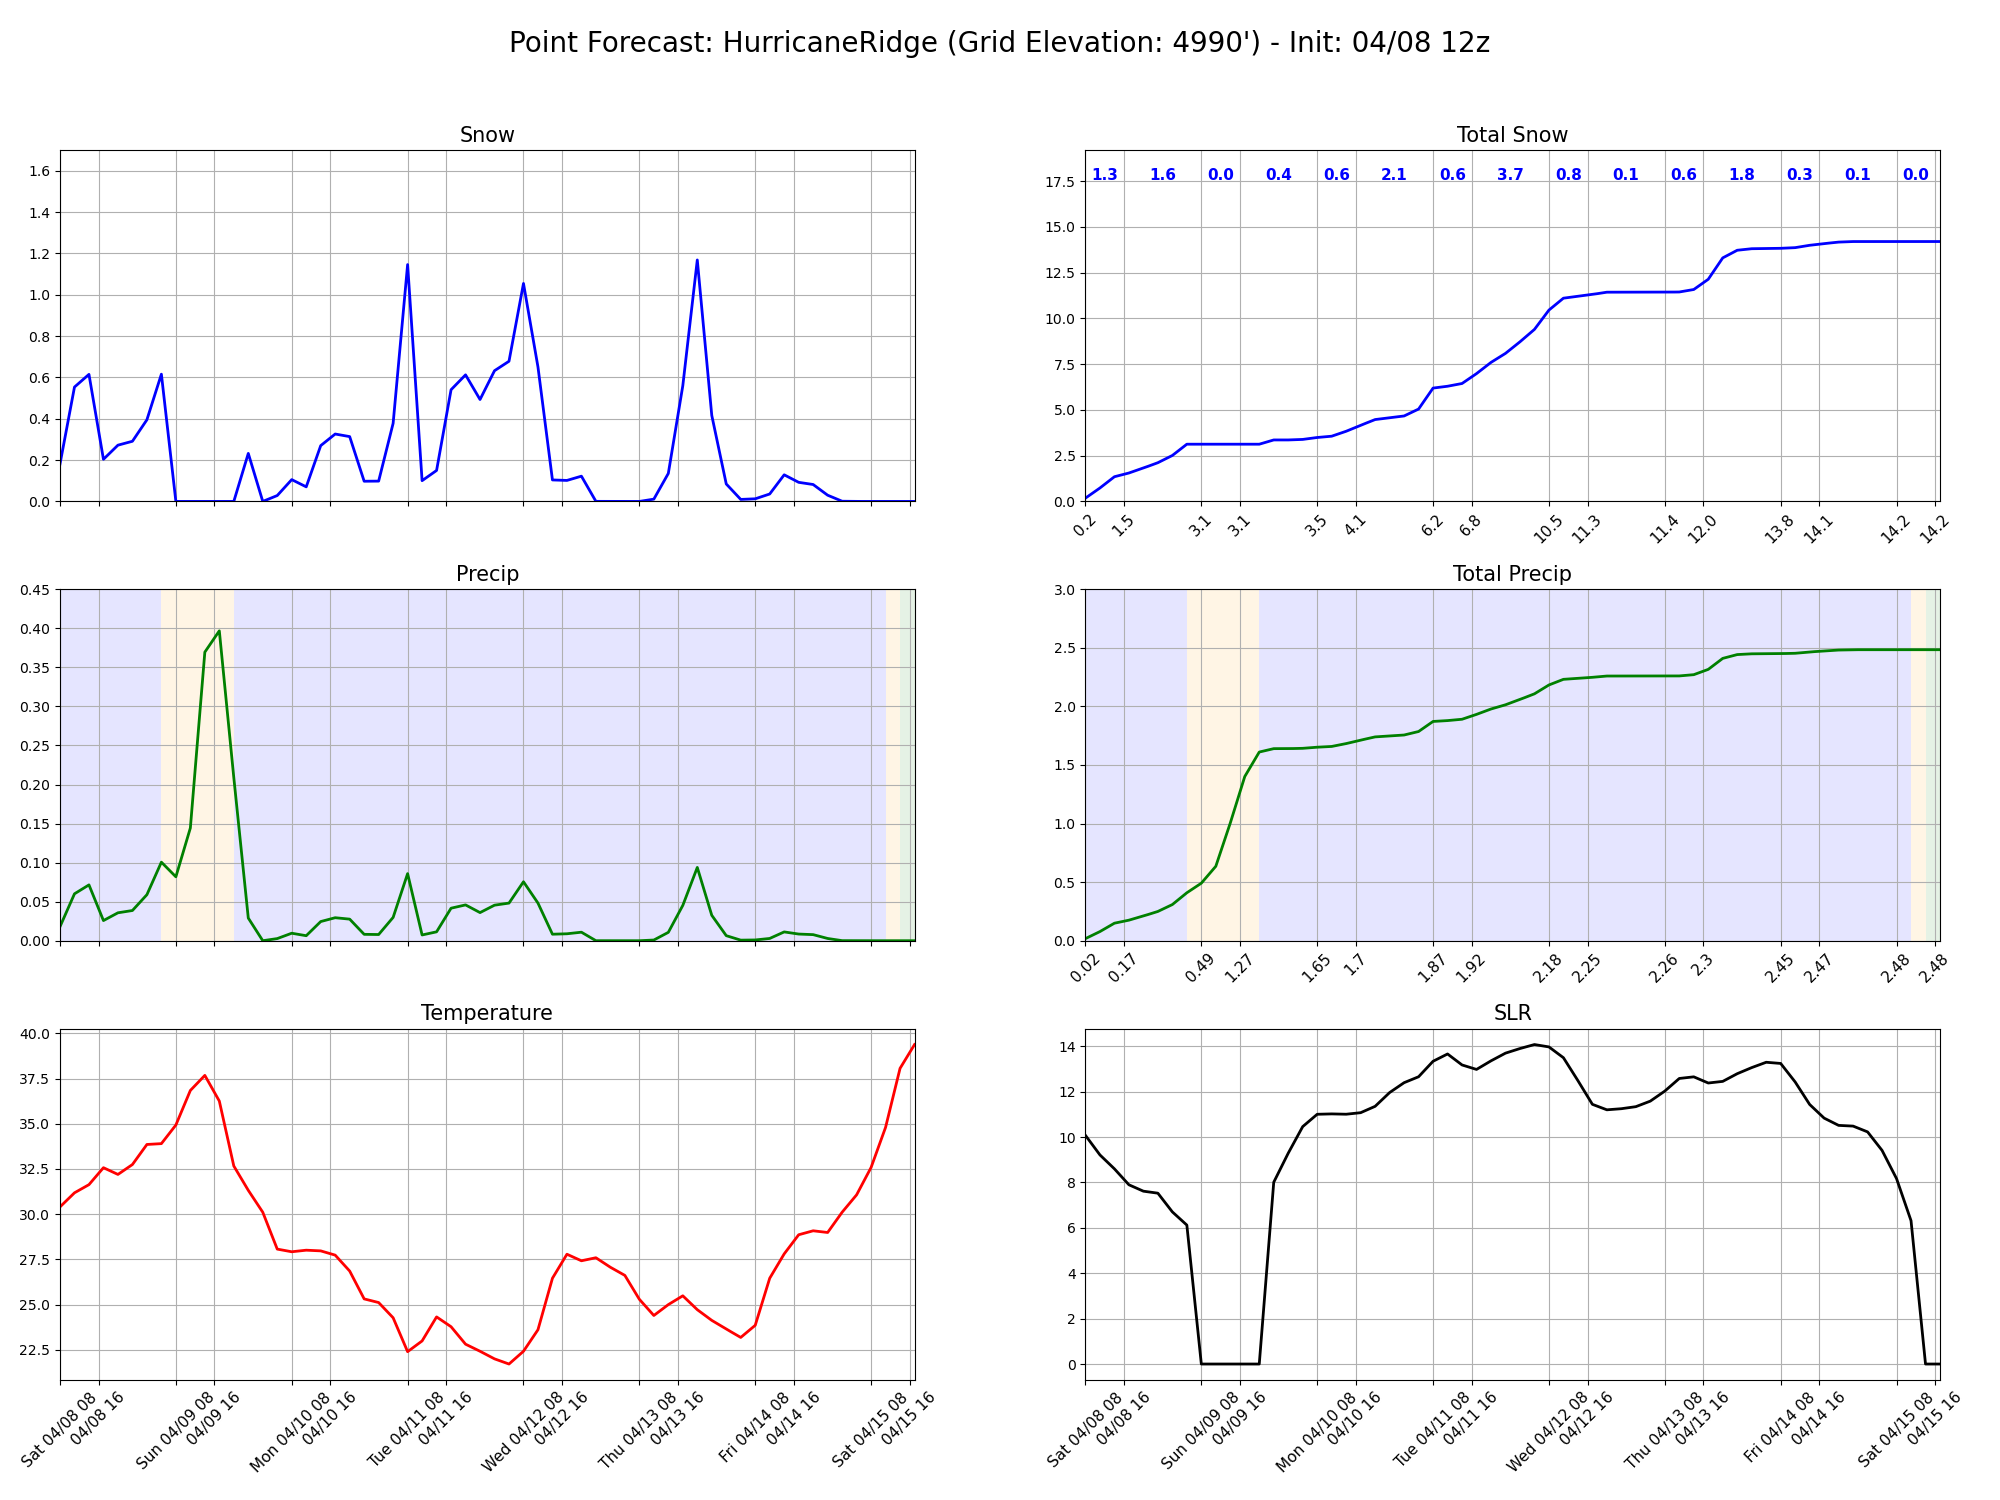 Point Forecast: HurricaneRidge (Grid Elevation: 4990') - Init: 04/08 12z
Snow
1.6
1.4
1.2
1.0
0.8
0.6
0.4
0.2
0.0
Total Snow
1.3 1.6 0.0 0.4 0.6 2.1 0.6 3.7 0.8 0.1 0.6 1.8 0.3 0.1 0.0
17.5
15.0
12.5
10.0
7.5
5.0
2.5
0.0
0.2 1.5 3.1 3.1 3.5 4.1 6.2 6.8 10.5 11.3 11.4 12.0 13.8 14.1 14.2 14.2
Precip
0.45
0.40
0.35
0.30
0.25
0.20
0.15
0.10
0.05
0.00
Total Precip
3.0
2.5
2.0
1.5
1.0
0.5
0.0
0.02 0.17 0.49 1.27 1.65 1.7 1.87 1.92 2.18 2.25 2.26 2.3 2.45 2.47 2.48 2.48
Temperature
40.0
37.5
35.0
32.5
30.0
27.5
25.0
22.5
Sat 04/08 08
04/08 16
Sun 04/09 08
04/09 16
Mon 04/10 08
04/10 16
Tue 04/11 08
04/11 16
Wed 04/12 08
04/12 16
Thu 04/13 08
04/13 16
Fri 04/14 08
04/14 16
Sat 04/15 08
04/15 16
SLR
14
12
10
8
6
4
2
0
Sat 04/08 08
04/08 16
Sun 04/09 08
04/09 16
Mon 04/10 08
04/10 16
Tue 04/11 08
04/11 16
Wed 04/12 08
04/12 16
Thu 04/13 08
04/13 16
Fri 04/14 08
04/14 16
Sat 04/15 08
04/15 16